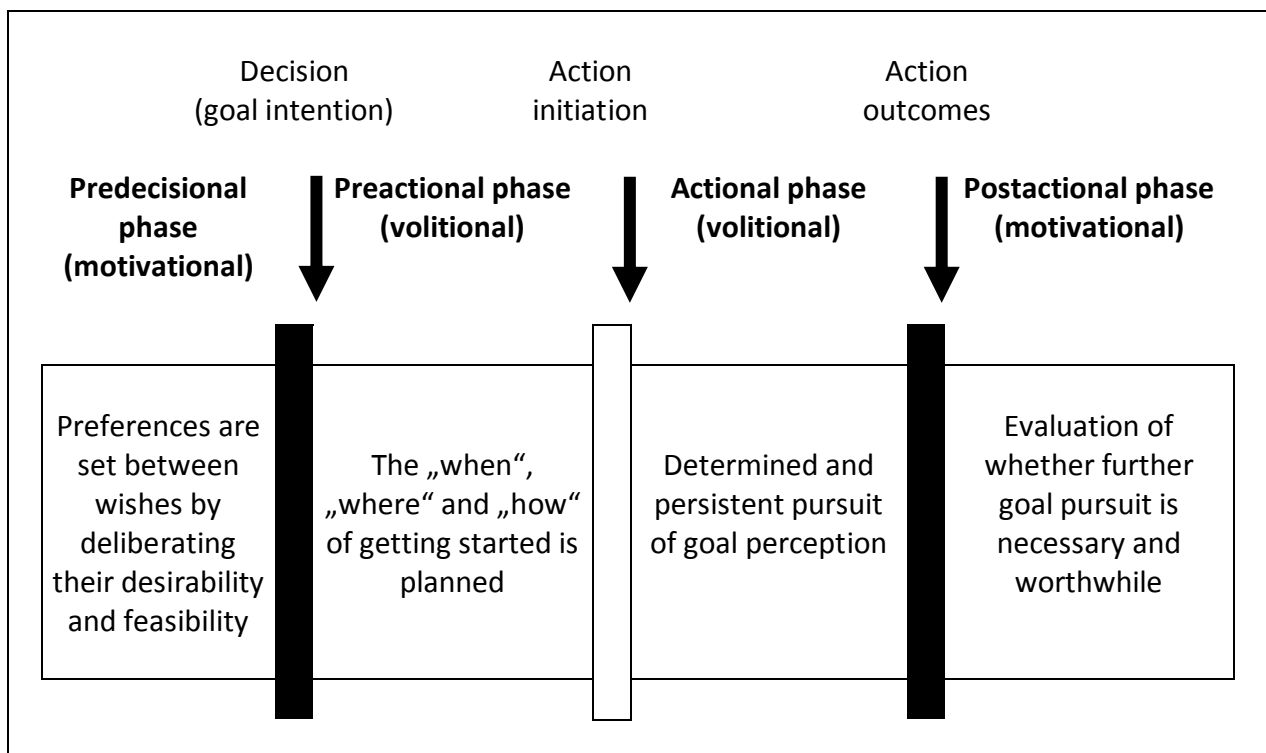 Decision
(goal intention)
Action
initiation
Action
outcomes
Predecisional
phase
(motivational)
Preactional phase
(volitional)
Actional phase
(volitional)
Postactional phase
(motivational)
Preferences are
set between
wishes by
deliberating
their desirability
and feasibility
The „when“,
„where“ and „how“
of getting started is
planned
Determined and
persistent pursuit
of goal perception
Evaluation of
whether further
goal pursuit is
necessary and
worthwhile